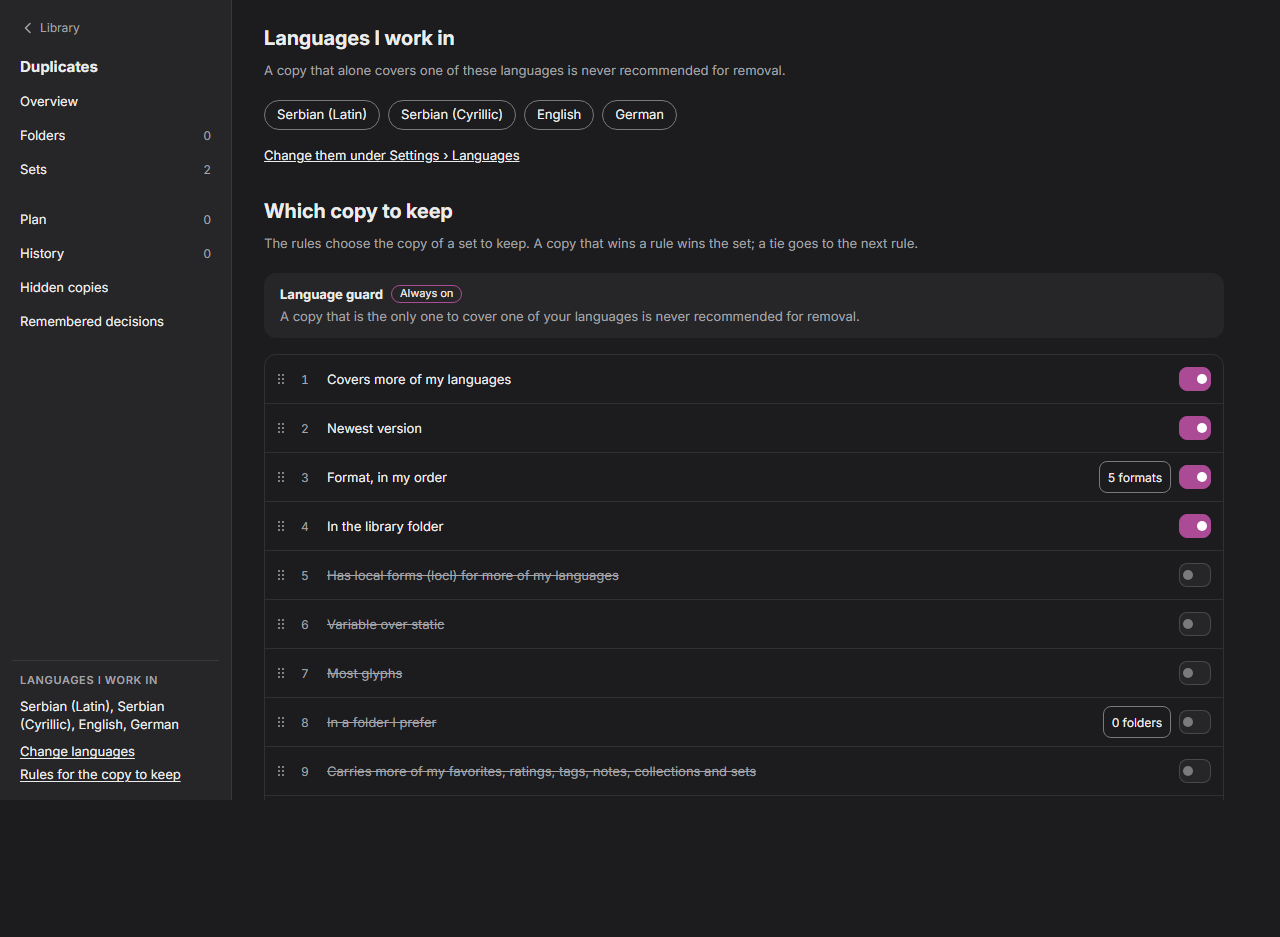 Library
Duplicates
Overview
Folders 0
Sets 2
Plan 0
History 0
Hidden copies
Remembered decisions
LANGUAGES I WORK IN
Serbian (Latin), Serbian
(Cyrillic), English, German
Change languages
Rules for the copy to keep
Languages I work in
A copy that alone covers one of these languages is never recommended for removal.
Serbian (Latin) Serbian (Cyrillic) English German
Change them under Settings › Languages
Which copy to keep
The rules choose the copy of a set to keep. A copy that wins a rule wins the set; a tie goes to the next rule.
Language guard Always on
A copy that is the only one to cover one of your languages is never recommended for removal.
1 Covers more of my languages
2 Newest version
3 Format, in my order 5 formats
4 In the library folder
5 Has local forms (locl) for more of my languages
6 Variable over static
7 Most glyphs
8 In a folder I prefer 0 folders
9 Carries more of my favorites, ratings, tags, notes, collections and sets